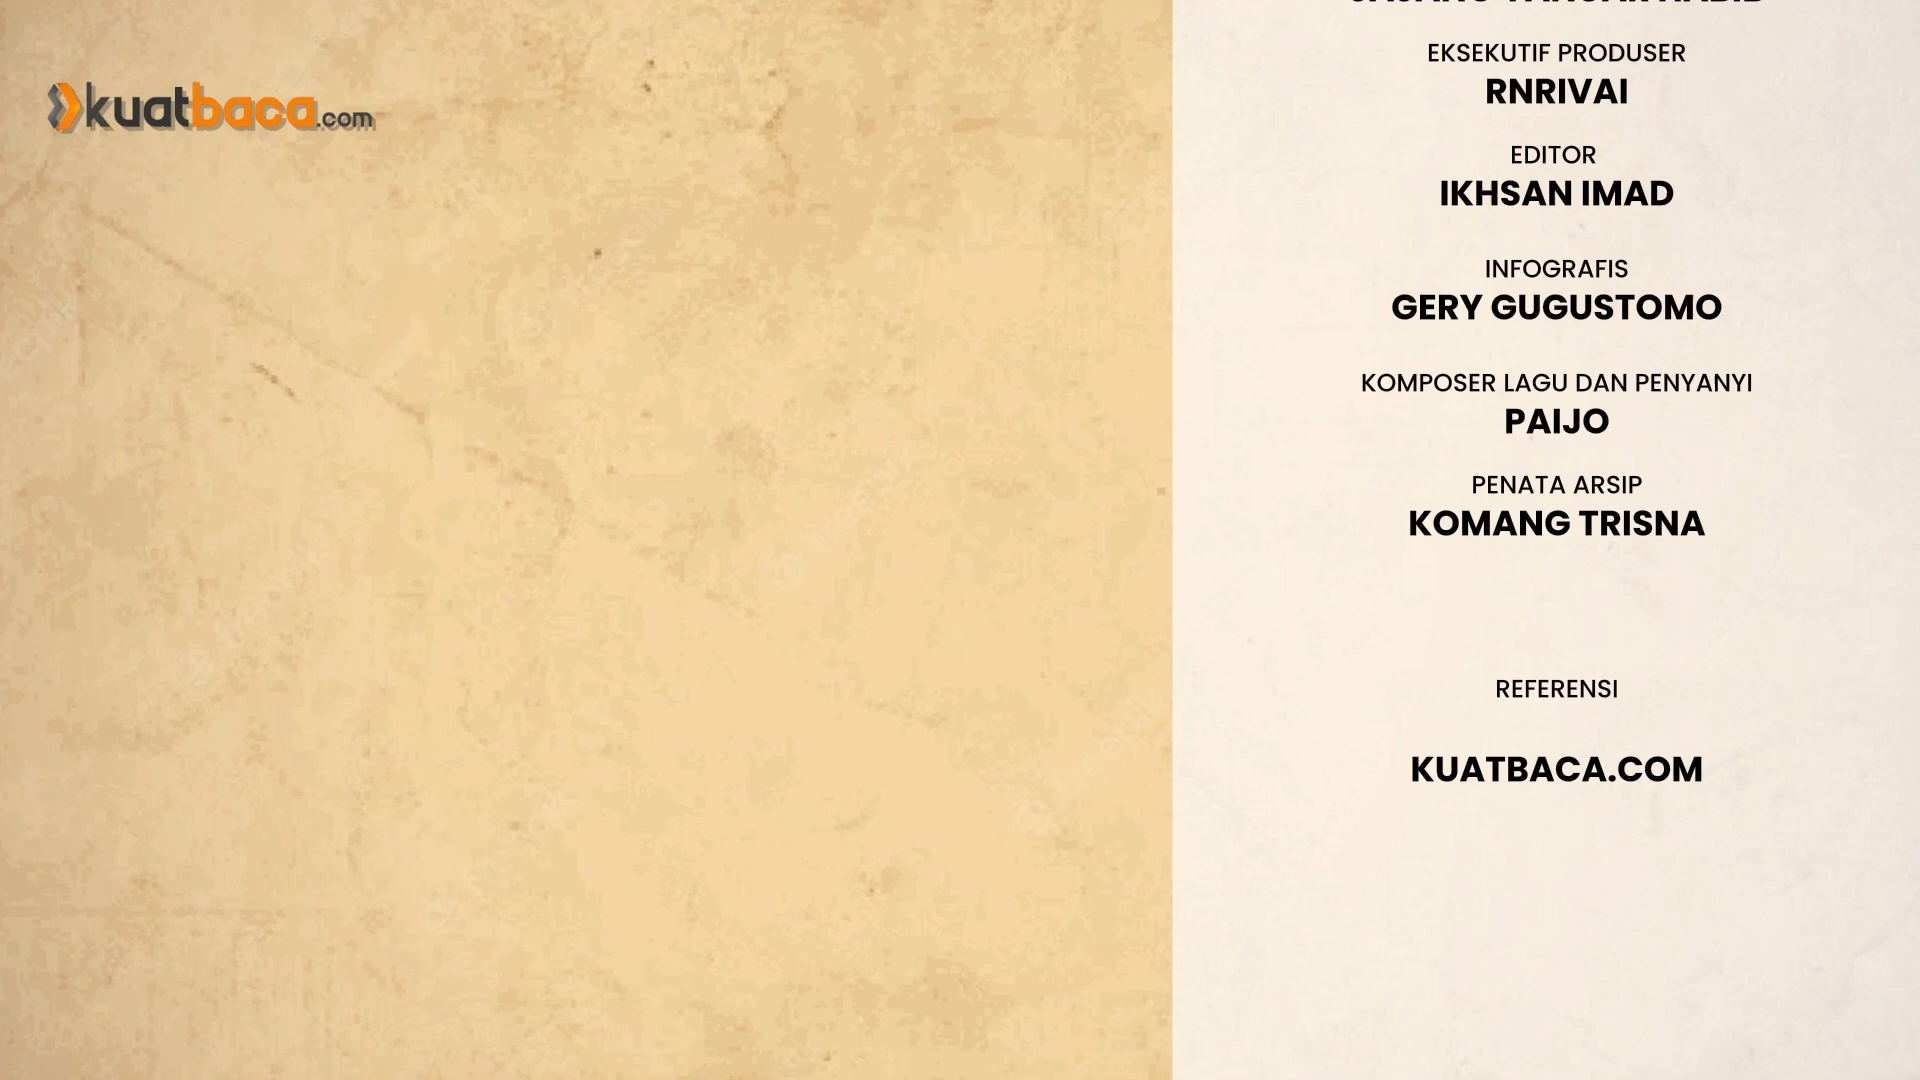 kuatbaca.com
EKSEKUTIF PRODUSER
RNRIVAI
EDITOR
IKHSAN IMAD
INFOGRAFIS
GERY GUGUSTOMO
KOMPOSER LAGU DAN PENYANYI
PAIJO
PENATA ARSIP
KOMANG TRISNA
REFERENSI
KUATBACA.COM